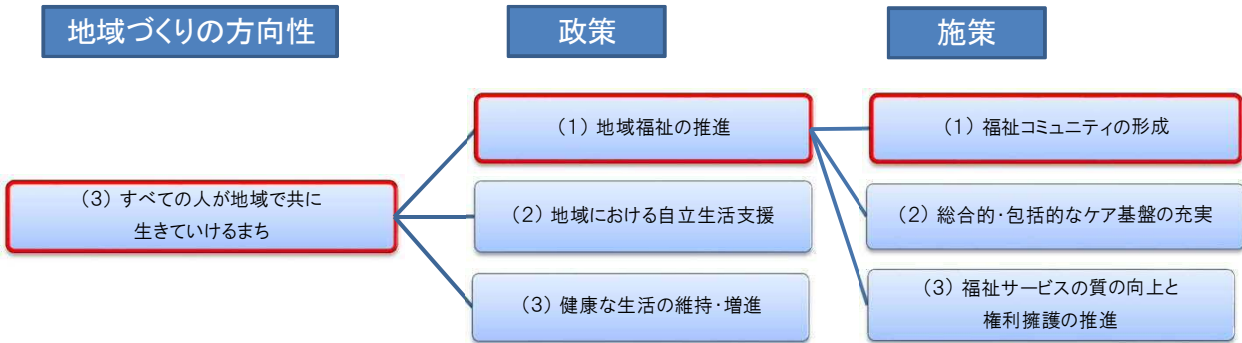 地域づくりの方向性
政策
施策
(3) すべての人が地域で共に
生きていけるまち
(1) 地域福祉の推進
(2) 地域における自立生活支援
(3) 健康な生活の維持・増進
(1) 福祉コミュニティの形成
(2) 総合的・包括的なケア基盤の充実
(3) 福祉サービスの質の向上と
権利擁護の推進